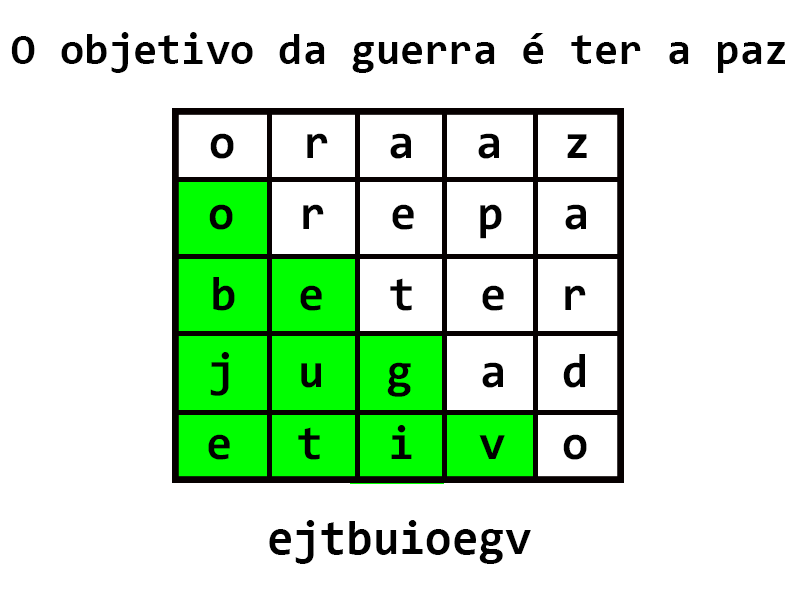 O objetivo da guerra é ter a paz
o r a a z
o r e p a
b e t e r
j u g a d
e t i v o
ejtbuioegv